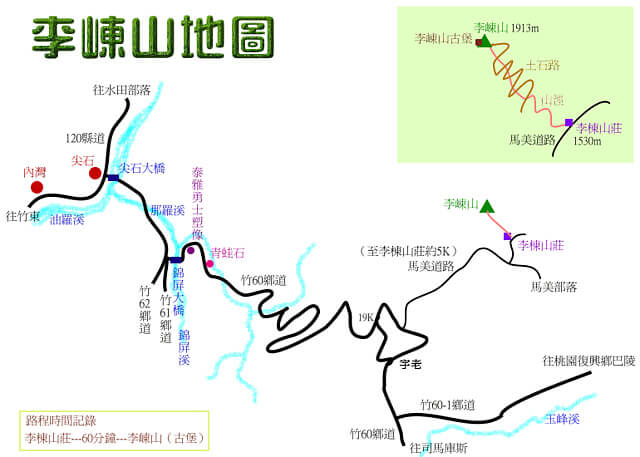 李崠山地圖
李崠山 1913m
李崠山古堡
土石路
山徑
李棟山莊
馬美道路
1530m
往水田部落
120縣道
尖石
尖石大橋
內灣
往竹東
油羅溪
那羅溪
泰雅勇士塑像
青蛙石
錦屏大橋
錦屏溪
竹62鄉道
竹61鄉道
竹60鄉道
李崠山
李棟山莊
（至李棟山莊約5K）
馬美道路
馬美部落
19K
宇老
往桃園復興鄉巴陵
竹60-1鄉道
玉峰溪
竹60鄉道
往司馬庫斯
路程時間記錄
李棟山莊---60分鐘---李崠山（古堡）